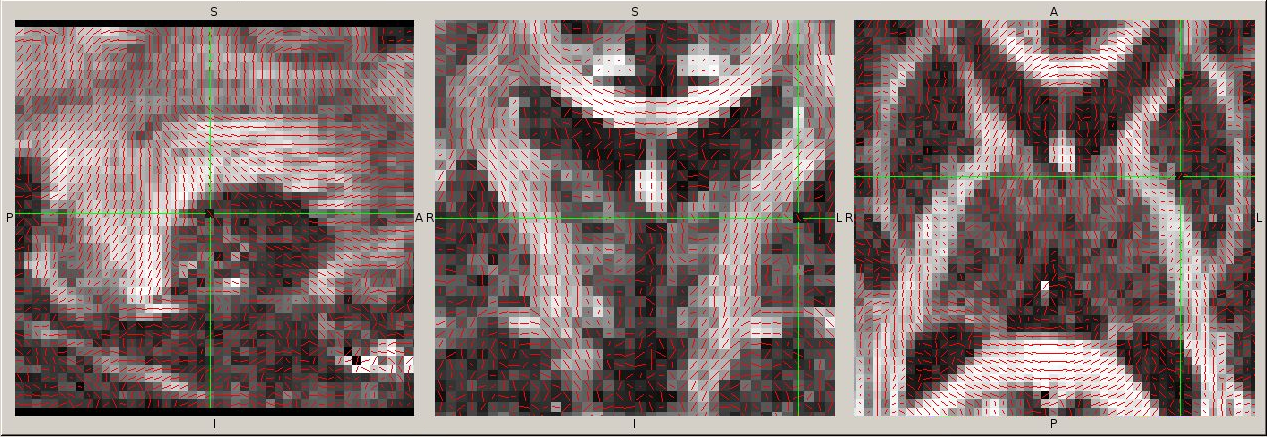 S S A
P A R L R L
I I P